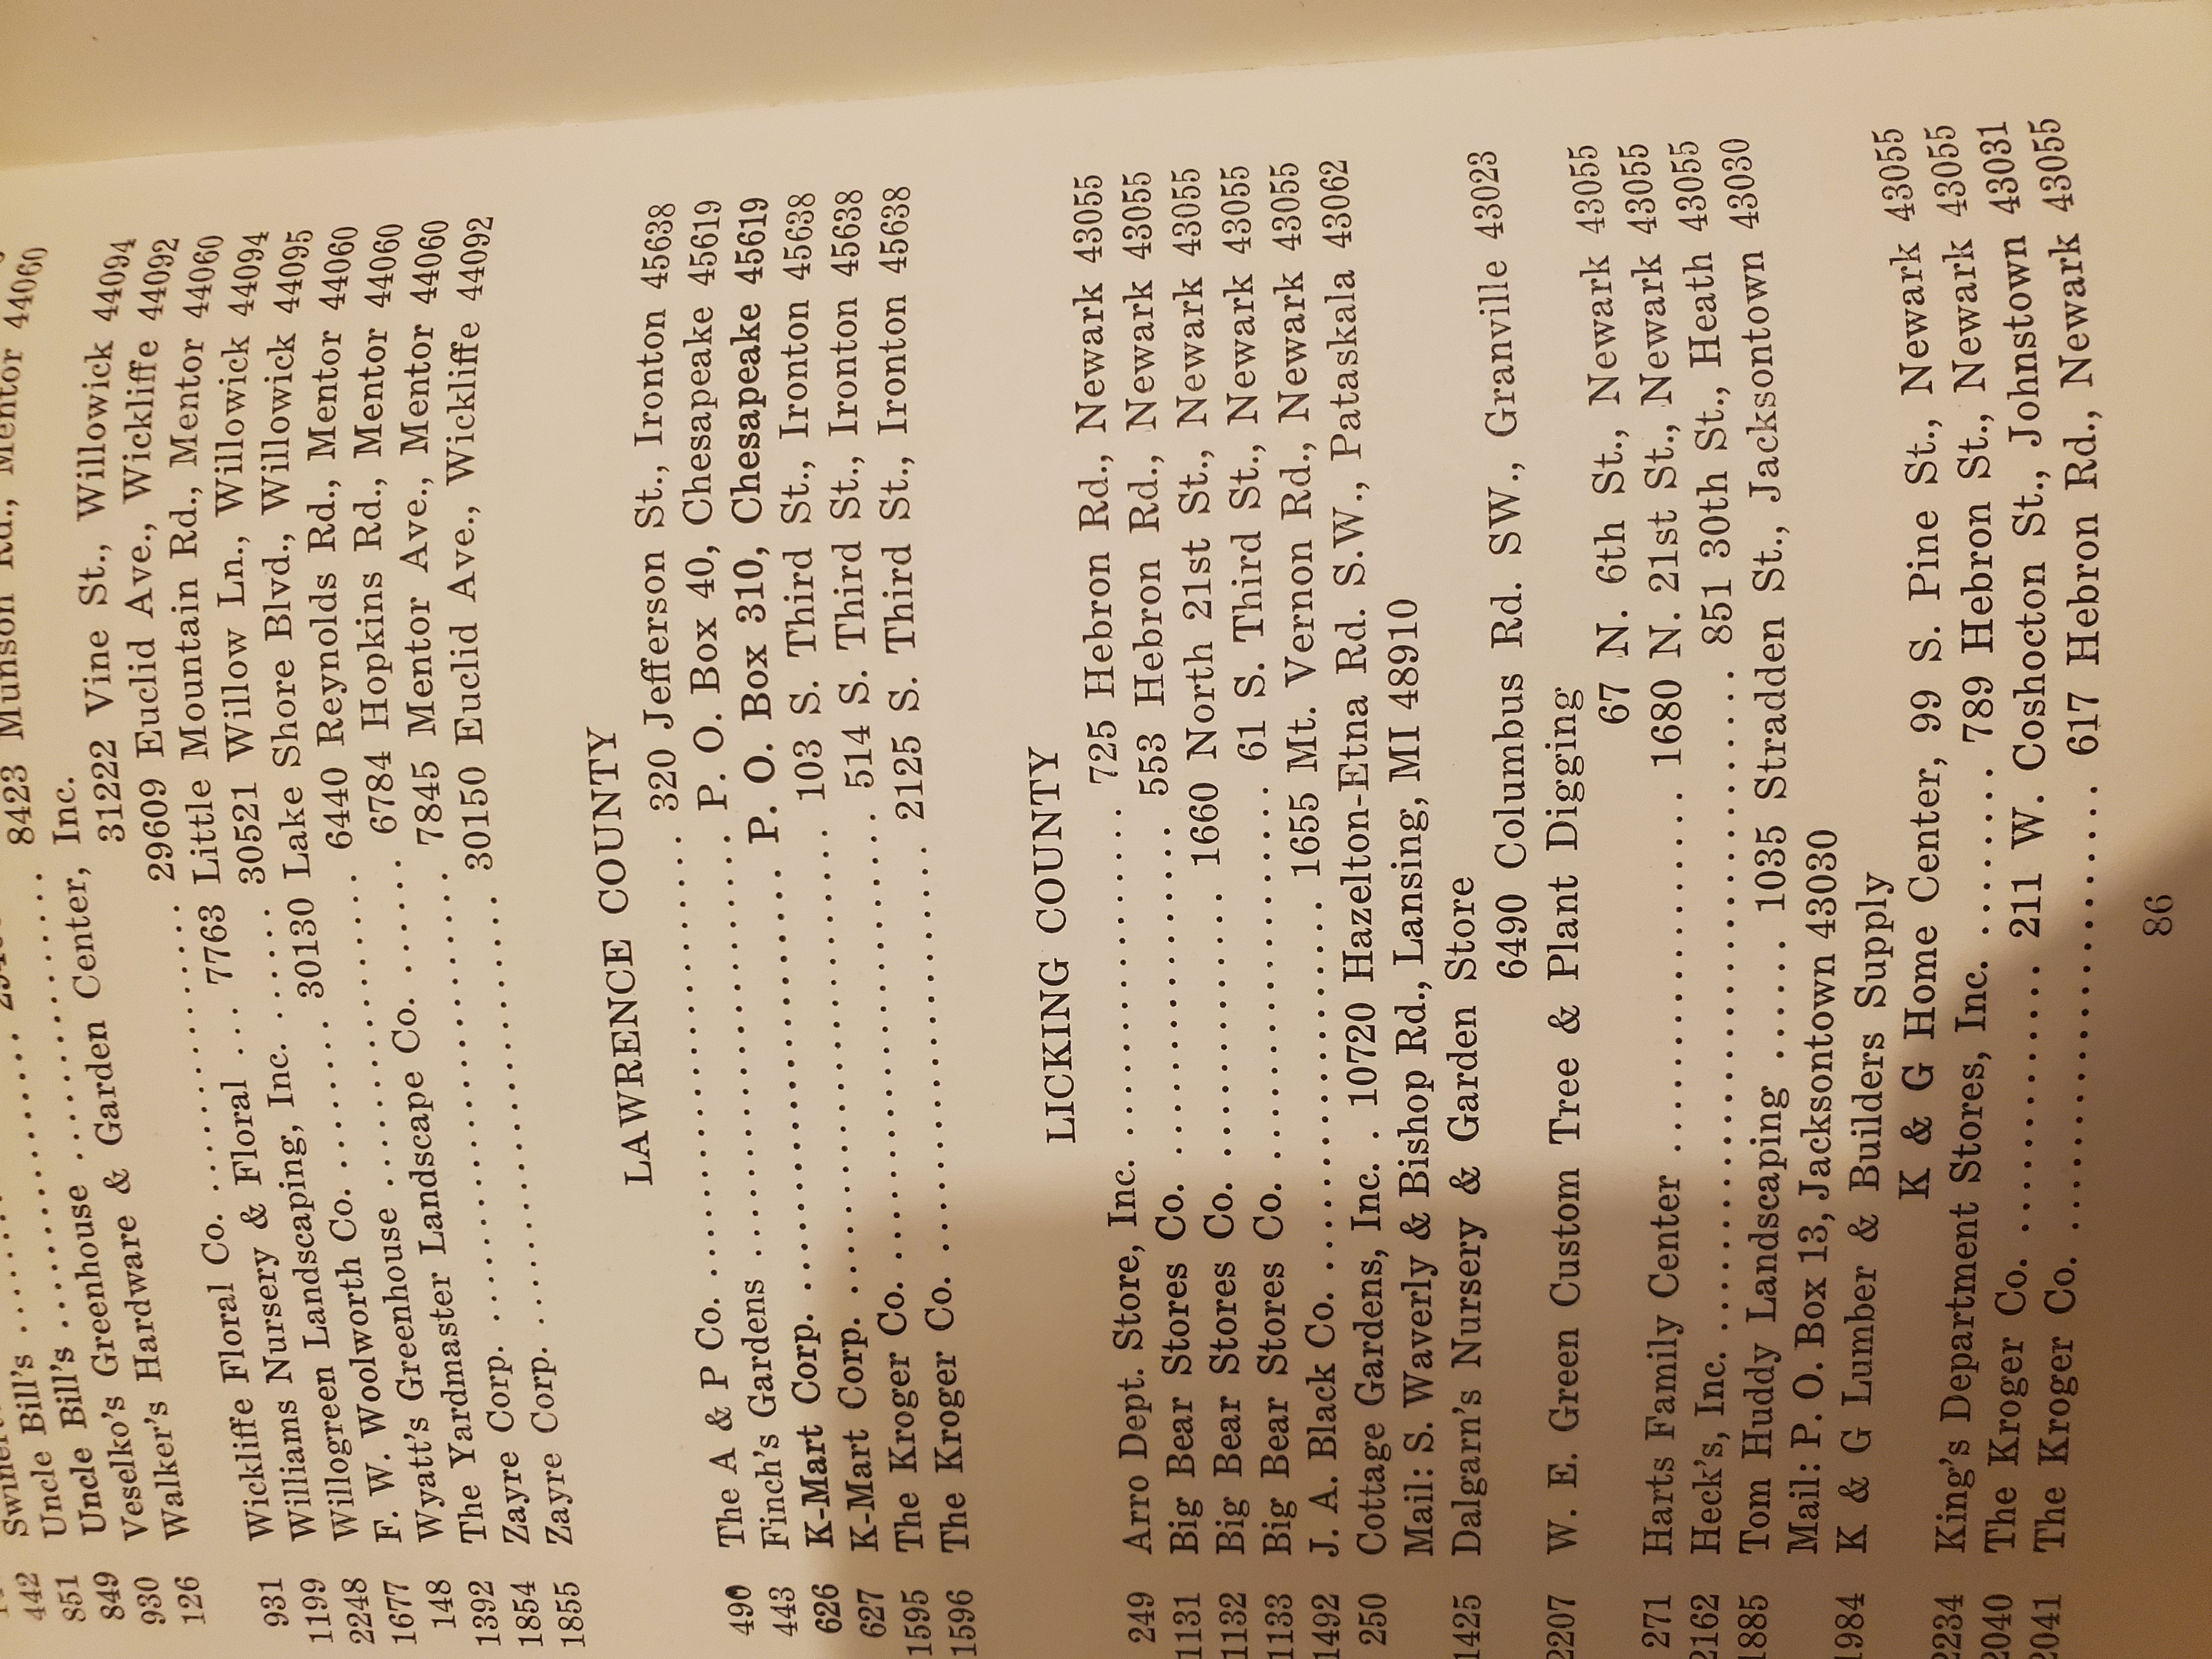 442 Swine
851 Uncle Bill's
849 Uncle Bill's
930 Veselko's Greenhouse .......... 8423 Munson Rd., Mentor 44060
126 Walker's Hardware & Garden Center, Inc.
31222 Vine St., Willowick 44094
931 Wickliffe Floral Co. .......... 29609 Euclid Ave., Wickliffe 44092
1199 Williams Nursery & Floral ... 7763 Little Mountain Rd., Mentor 44060
2248 Willogreen Landscaping, Inc. ..... 30521 Willow Ln., Willowick 44094
1677 F. W. Woolworth Co. .......... 30130 Lake Shore Blvd., Willowick 44095
148 Wyatt's Greenhouse .......... 6440 Reynolds Rd., Mentor 44060
1392 The Yardmaster Landscape Co. ..... 6784 Hopkins Rd., Mentor 44060
1854 Zayre Corp. .......... 7845 Mentor Ave., Mentor 44060
1855 Zayre Corp. .......... 30150 Euclid Ave., Wickliffe 44092
LAWRENCE COUNTY
490 The A & P Co. .......... 320 Jefferson St., Ironton 45638
443 Finch's Gardens .......... P. O. Box 40, Chesapeake 45619
626 K-Mart Corp. .......... P. O. Box 310, Chesapeake 45619
627 K-Mart Corp. .......... 103 S. Third St., Ironton 45638
1595 The Kroger Co. .......... 514 S. Third St., Ironton 45638
1596 The Kroger Co. .......... 2125 S. Third St., Ironton 45638
LICKING COUNTY
249 Arro Dept. Store, Inc. .......... 725 Hebron Rd., Newark 43055
1131 Big Bear Stores Co. .......... 553 Hebron Rd., Newark 43055
1132 Big Bear Stores Co. .......... 1660 North 21st St., Newark 43055
1133 Big Bear Stores Co. .......... 61 S. Third St., Newark 43055
1492 J. A. Black Co. .......... 1655 Mt. Vernon Rd., Newark 43055
250 Cottage Gardens, Inc. . 10720 Hazelton-Etna Rd. S.W., Pataskala 43062
Mail: S. Waverly & Bishop Rd., Lansing, MI 48910
1425 Dalgarn's Nursery & Garden Store
6490 Columbus Rd. SW., Granville 43023
2207 W. E. Green Custom Tree & Plant Digging
67 N. 6th St., Newark 43055
271 Harts Family Center .......... 1680 N. 21st St., Newark 43055
2162 Heck's, Inc. .......... 851 30th St., Heath 43055
1885 Tom Huddy Landscaping ...... 1035 Stradden St., Jacksontown 43030
Mail: P. O. Box 13, Jacksontown 43030
1984 K & G Lumber & Builders Supply
K & G Home Center, 99 S. Pine St., Newark 43055
2234 King's Department Stores, Inc. ....... 789 Hebron St., Newark 43055
2040 The Kroger Co. .......... 211 W. Coshocton St., Johnstown 43031
2041 The Kroger Co. .......... 617 Hebron Rd., Newark 43055
86